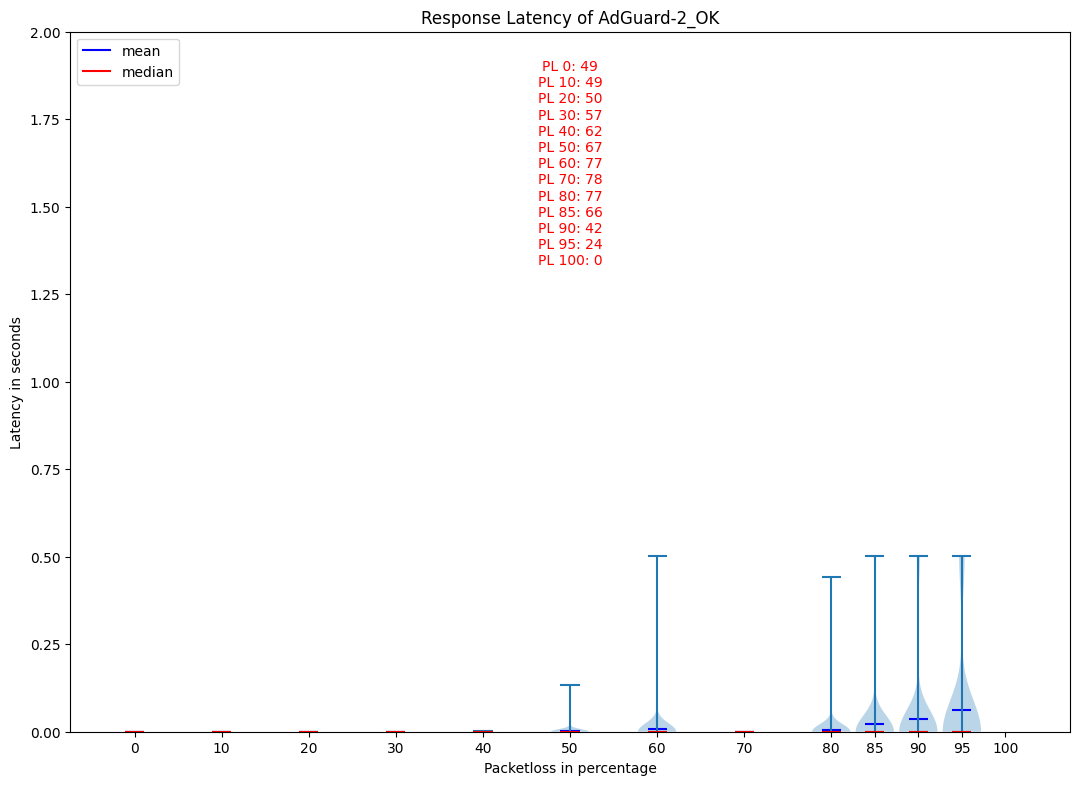 Response Latency of AdGuard-2_OK
mean
median
PL 0: 49
PL 10: 49
PL 20: 50
PL 30: 57
PL 40: 62
PL 50: 67
PL 60: 77
PL 70: 78
PL 80: 77
PL 85: 66
PL 90: 42
PL 95: 24
PL 100: 0
Latency in seconds
2.00
1.75
1.50
1.25
1.00
0.75
0.50
0.25
0.00
0 10 20 30 40 50 60 70 80 85 90 95 100
Packetloss in percentage